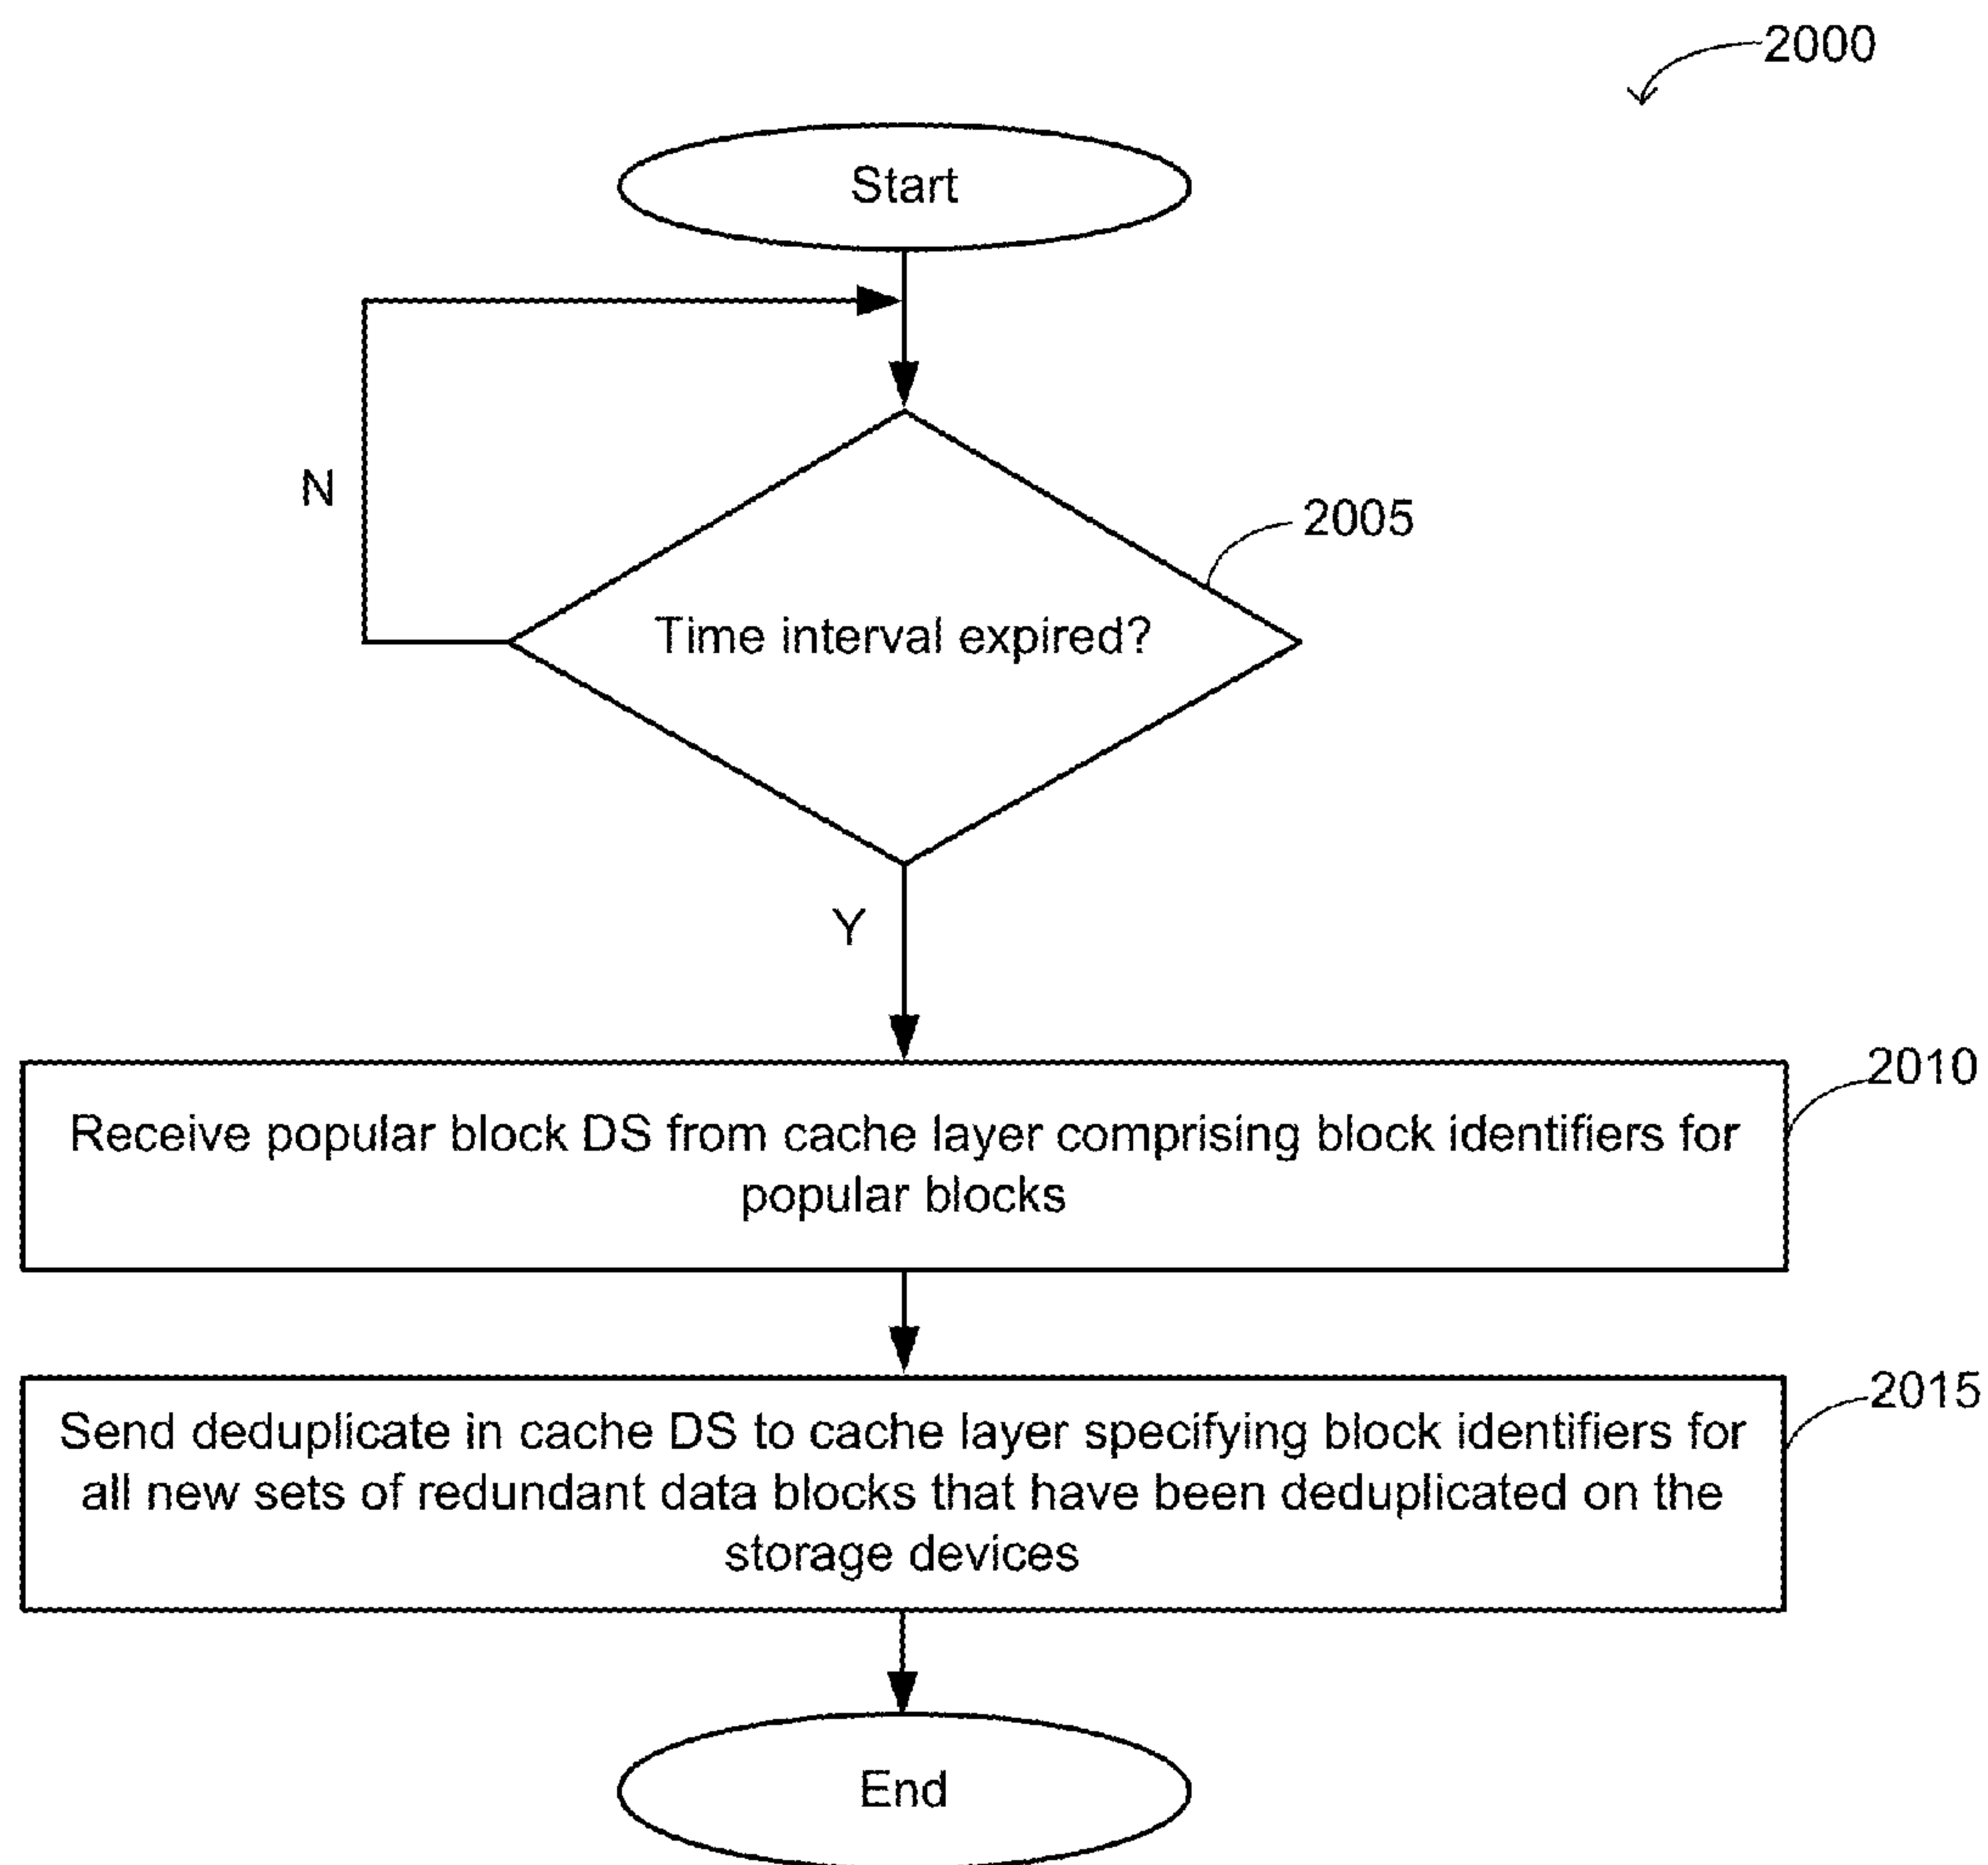 2000
Start
N
2005
Time interval expired?
Y
2010
Receive popular block DS from cache layer comprising block identifiers for
popular blocks
2015
Send deduplicate in cache DS to cache layer specifying block identifiers for
all new sets of redundant data blocks that have been deduplicated on the
storage devices
End